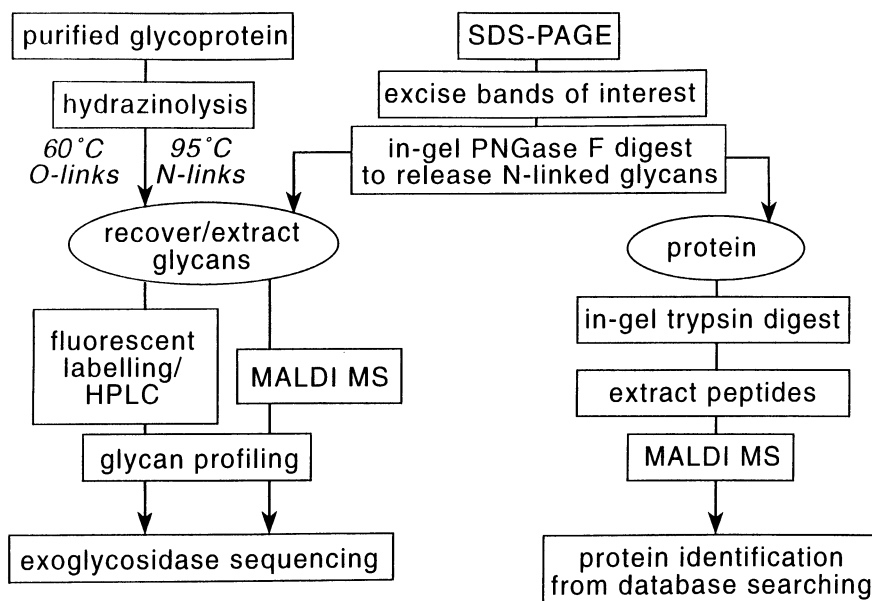 purified glycoprotein
hydrazinolysis
60°C
O-links
95°C
N-links
SDS-PAGE
excise bands of interest
in-gel PNGase F digest
to release N-linked glycans
recover/extract
glycans
protein
fluorescent
labelling/
HPLC
MALDI MS
glycan profiling
exoglycosidase sequencing
in-gel trypsin digest
extract peptides
MALDI MS
protein identification
from database searching